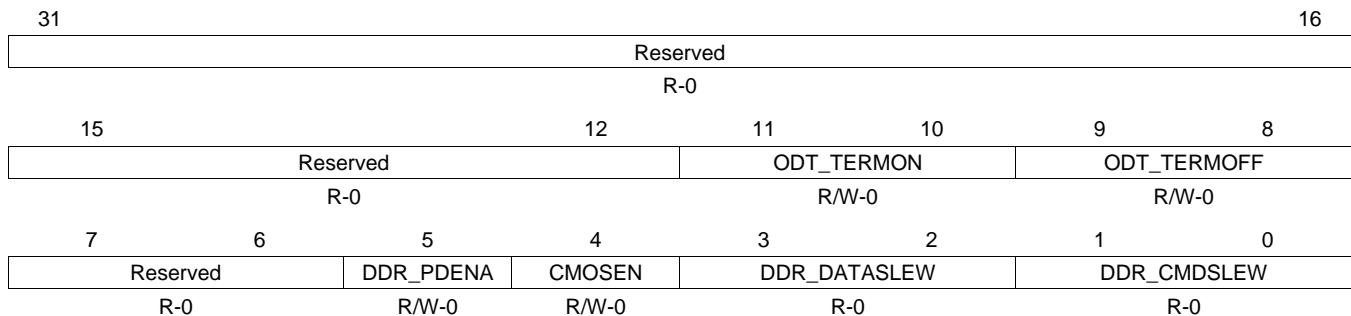 31 16
Reserved
R-0
15 12 11 10 9 8
Reserved ODT_TERMON ODT_TERMOFF
R-0 R/W-0 R/W-0
7 6 5 4 3 2 1 0
Reserved DDR_PDENA CMOSEN DDR_DATASLEW DDR_CMDSLEW
R-0 R/W-0 R/W-0 R-0 R-0